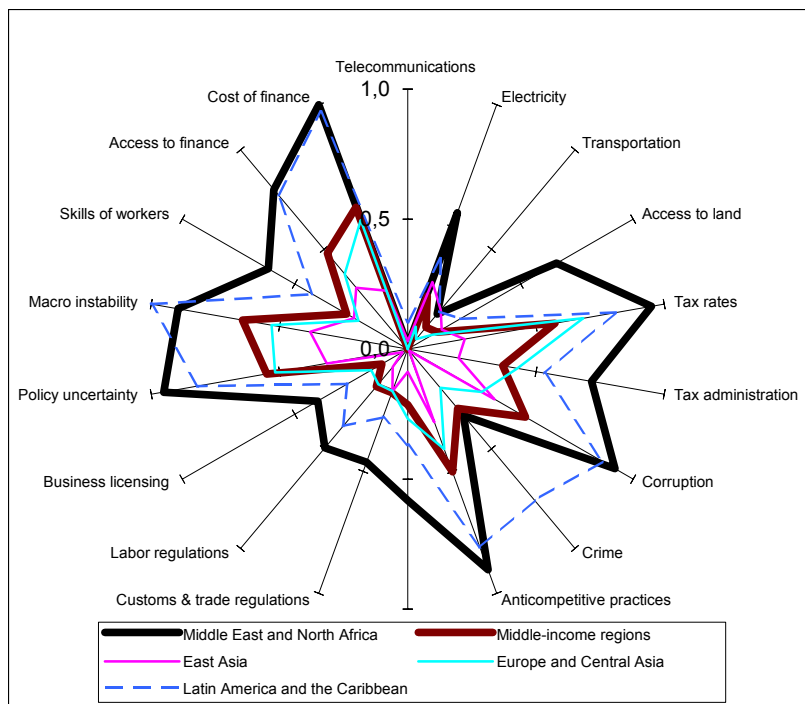 Telecommunications
1,0
Cost of finance
Electricity
Access to finance
Transportation
Skills of workers
0,5
Access to land
Macro instability
Tax rates
0,0
Policy uncertainty
Tax administration
Business licensing
Corruption
Labor regulations
Crime
Customs & trade regulations
Anticompetitive practices
Middle East and North Africa
Middle-income regions
East Asia
Europe and Central Asia
Latin America and the Caribbean